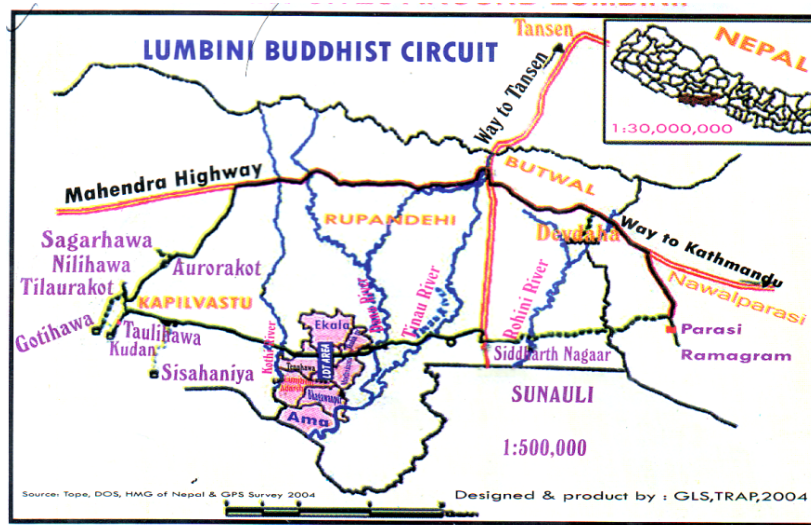 LUMBINI BUDDHIST CIRCUIT
Tansen
NEPAL
1:30,000,000
Way to Tansen
Mahendra Highway
BUTWAL
RUPANDEHI
Devdaha
Way to Kathmandu
Nawalparasi
Sagarhawa
Nilihawa
Tilaurakot
Aurorakot
KAPILVASTU
Gotihawa
Taulihawa
Kudan
Sisahaniya
Ekala
LDT AREA
Ama
Tinau River
Rohini River
Siddharth Nagaar
Parasi
Ramagram
SUNAULI
1:500,000
Source: Tope, DOS, HMG of Nepal & GPS Survey 2004
Designed & product by : GLS,TRAP,2004